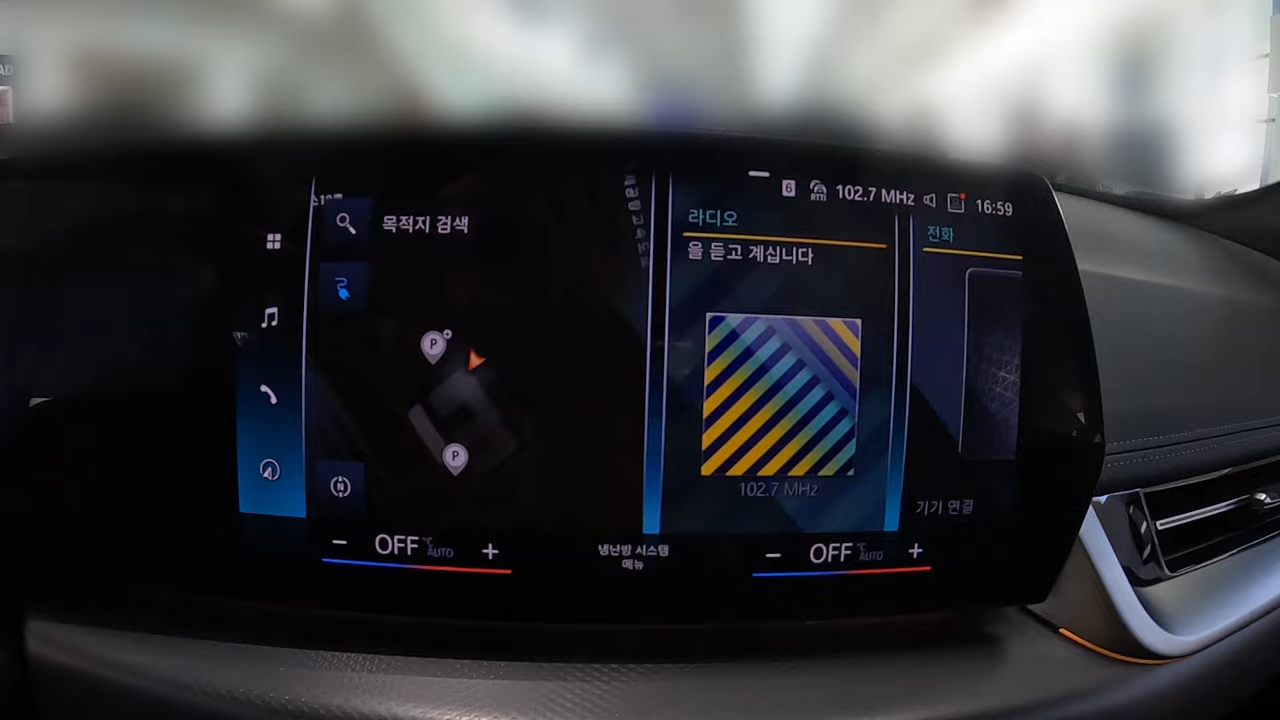 6 RTTI 102.7 MHz 16:59
목적지 검색
라디오
을 듣고 계십니다
전화
P
P
N
102.7 MHz
기기 연결
− OFF °C AUTO +
냉난방 시스템
메뉴
− OFF °C AUTO +
AD